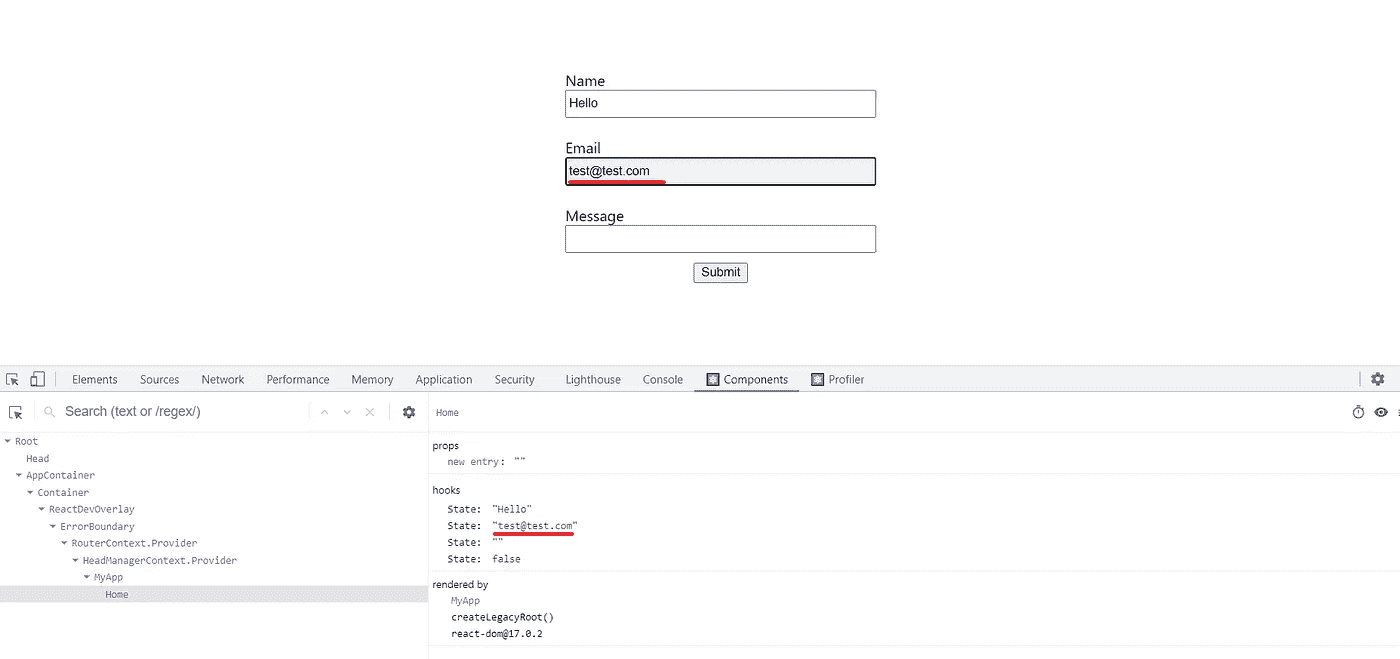 Name
Hello
Email
test@test.com
Message
Submit
Elements Sources Network Performance Memory Application Security Lighthouse Console Components Profiler
Search (text or /regex/)
Home
Root
Head
AppContainer
Container
ReactDevOverlay
ErrorBoundary
RouterContext.Provider
HeadManagerContext.Provider
MyApp
Home
props
new entry: ""
hooks
State: "Hello"
State: "test@test.com"
State: ""
State: false
rendered by
MyApp
createLegacyRoot()
react-dom@17.0.2